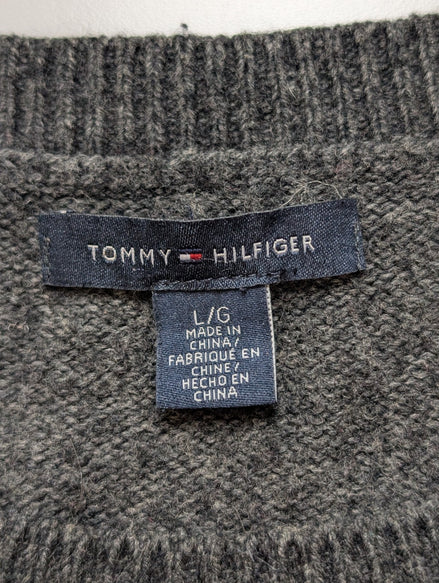 TOMMY HILFIGER
L/G
MADE IN
CHINA/
FABRIQUÉ EN
CHINE/
HECHO EN
CHINA